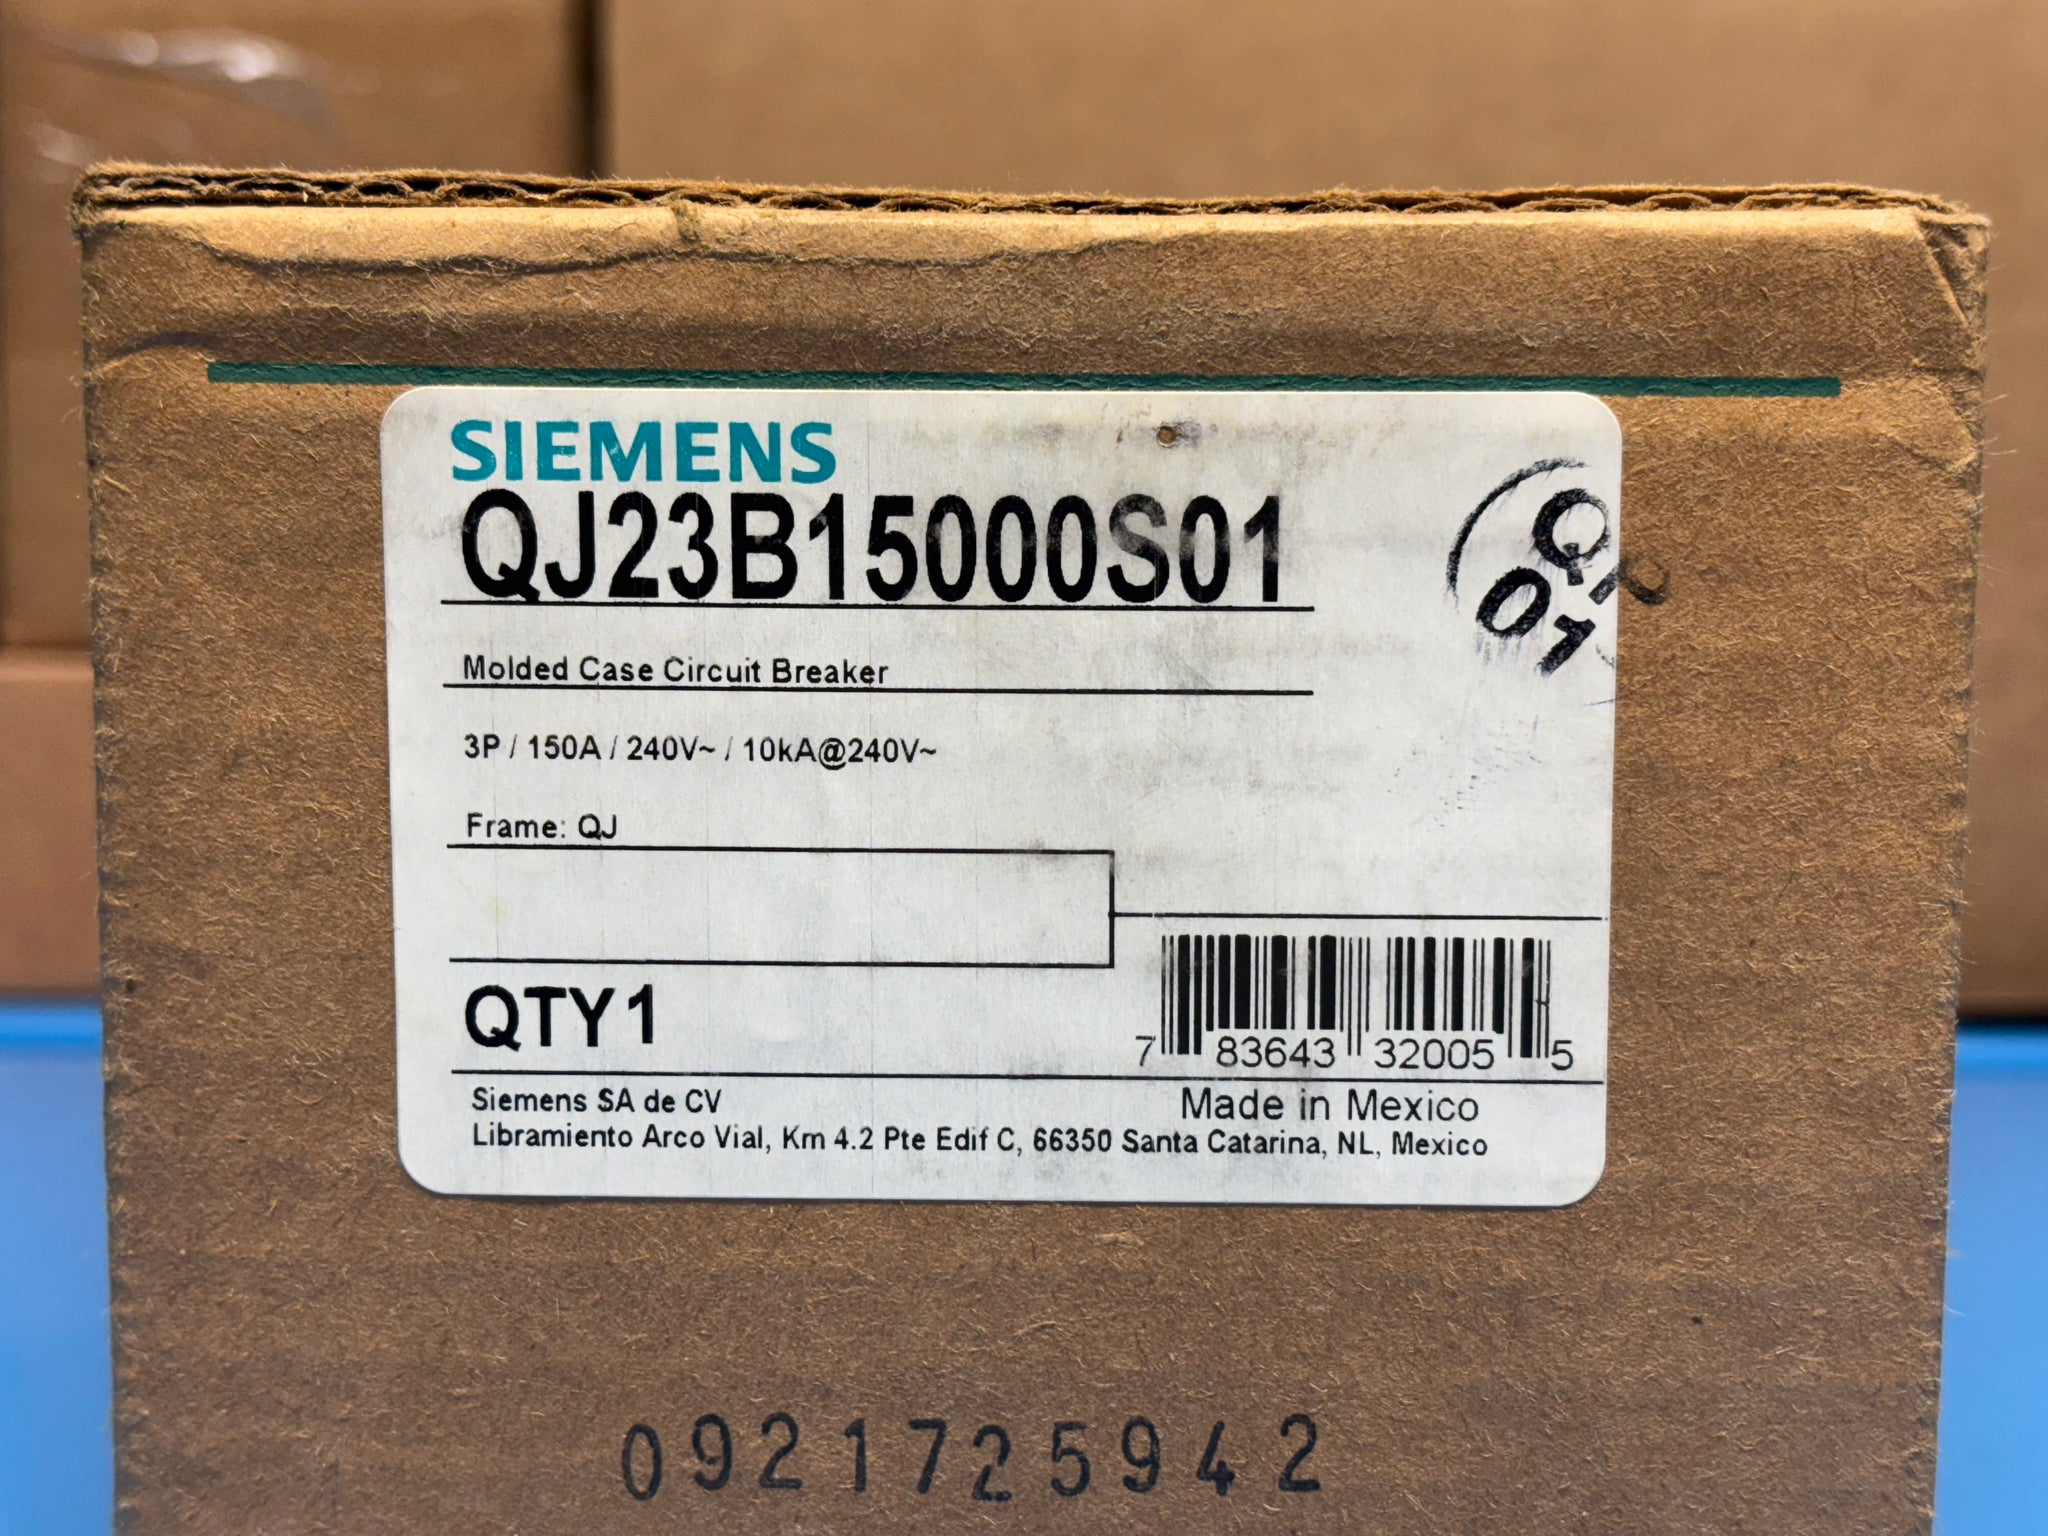 SIEMENS
QJ23B15000S01
Molded Case Circuit Breaker
3P / 150A / 240V~ / 10kA@240V~
Frame: QJ
QTY1
7 83643 32005 5
Made in Mexico
Siemens SA de CV
Libramiento Arco Vial, Km 4.2 Pte Edif C, 66350 Santa Catarina, NL, Mexico
01
0921725942